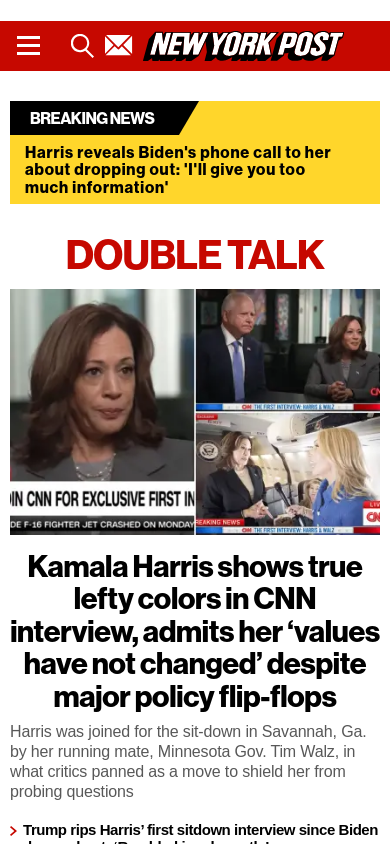 NEW YORK POST
BREAKING NEWS
Harris reveals Biden's phone call to her
about dropping out: 'I'll give you too
much information'
DOUBLE TALK
IN CNN FOR EXCLUSIVE FIRST IN
DE F-16 FIGHTER JET CRASHED ON MONDAY
CNN THE FIRST INTERVIEW: HARRIS & WALZ
LIVE
CNN
BREAKING NEWS
CNN THE FIRST INTERVIEW: HARRIS & WALZ
Kamala Harris shows true
lefty colors in CNN
interview, admits her ‘values
have not changed’ despite
major policy flip-flops
Harris was joined for the sit-down in Savannah, Ga.
by her running mate, Minnesota Gov. Tim Walz, in
what critics panned as a move to shield her from
probing questions
Trump rips Harris’ first sitdown interview since Biden